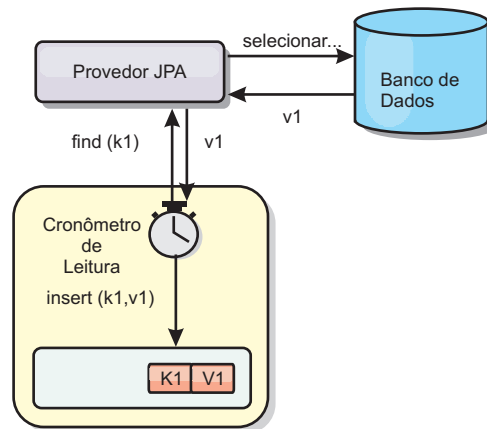 selecionar...
Provedor JPA
Banco de
Dados
v1
find (k1)
v1
Cronômetro
de
Leitura
insert (k1,v1)
K1
V1